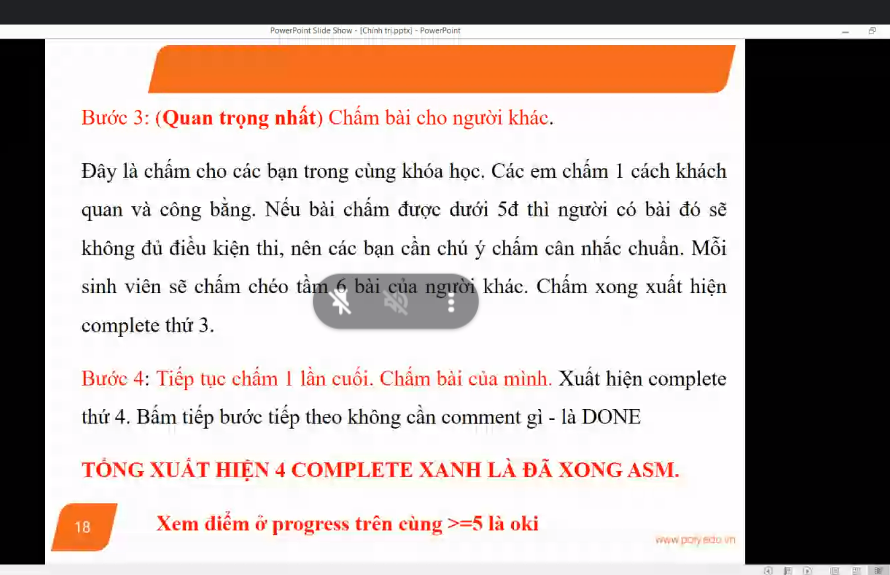 PowerPoint Slide Show - [Chính trị.pptx] - PowerPoint
Bước 3: (Quan trọng nhất) Chấm bài cho người khác.
Đây là chấm cho các bạn trong cùng khóa học. Các em chấm 1 cách khách
quan và công bằng. Nếu bài chấm được dưới 5đ thì người có bài đó sẽ
không đủ điều kiện thi, nên các bạn cần chú ý chấm cân nhắc chuẩn. Mỗi
sinh viên sẽ chấm chéo tầm 6 bài của người khác. Chấm xong xuất hiện
complete thứ 3.
Bước 4: Tiếp tục chấm 1 lần cuối. Chấm bài của mình. Xuất hiện complete
thứ 4. Bấm tiếp bước tiếp theo không cần comment gì - là DONE
TỔNG XUẤT HIỆN 4 COMPLETE XANH LÀ ĐÃ XONG ASM.
Xem điểm ở progress trên cùng >=5 là oki
18
www.poly.edu.vn